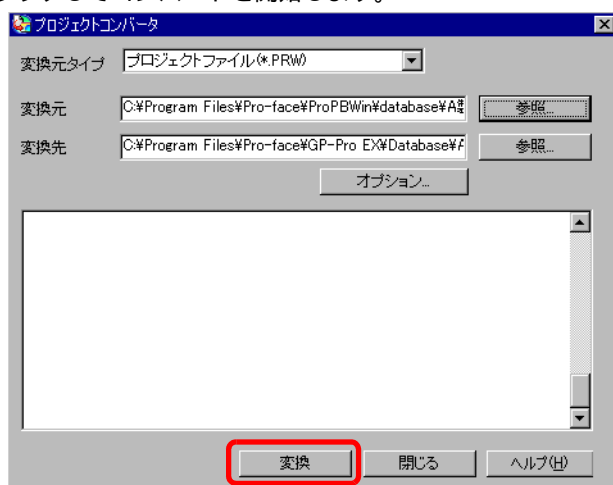 プロジェクトコンバータ
変換元タイプ プロジェクトファイル(*.PRW)
変換元 C:¥Program Files¥Pro-face¥ProPBWin¥database¥A 参照...
変換先 C:¥Program Files¥Pro-face¥GP-Pro EX¥Database¥ 参照...
オプション...
変換 閉じる ヘルプ(H)